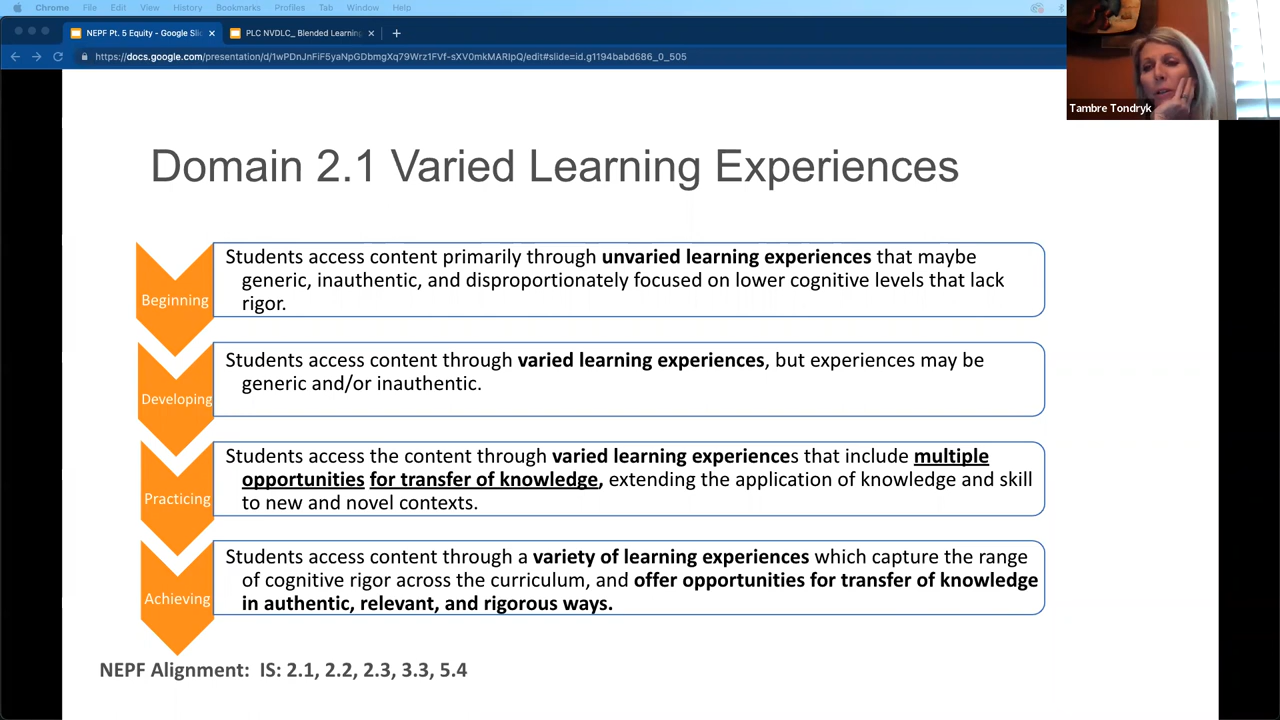 Chrome File Edit View History Bookmarks Profiles Tab Window Help
NEPF Pt. 5 Equity - Google Slid
PLC NVDLC_ Blended Learning
https://docs.google.com/presentation/d/1wPDnJnFiF5yaNpGDbmgXq79Wrz1FVf-sXV0mkMARIpQ/edit#slide=id.g1194babd686_0_505
Tambre Tondryk
Domain 2.1 Varied Learning Experiences
Beginning
Students access content primarily through unvaried learning experiences that maybe
generic, inauthentic, and disproportionately focused on lower cognitive levels that lack
rigor.
Developing
Students access content through varied learning experiences, but experiences may be
generic and/or inauthentic.
Practicing
Students access the content through varied learning experiences that include multiple
opportunities for transfer of knowledge, extending the application of knowledge and skill
to new and novel contexts.
Achieving
Students access content through a variety of learning experiences which capture the range
of cognitive rigor across the curriculum, and offer opportunities for transfer of knowledge
in authentic, relevant, and rigorous ways.
NEPF Alignment: IS: 2.1, 2.2, 2.3, 3.3, 5.4